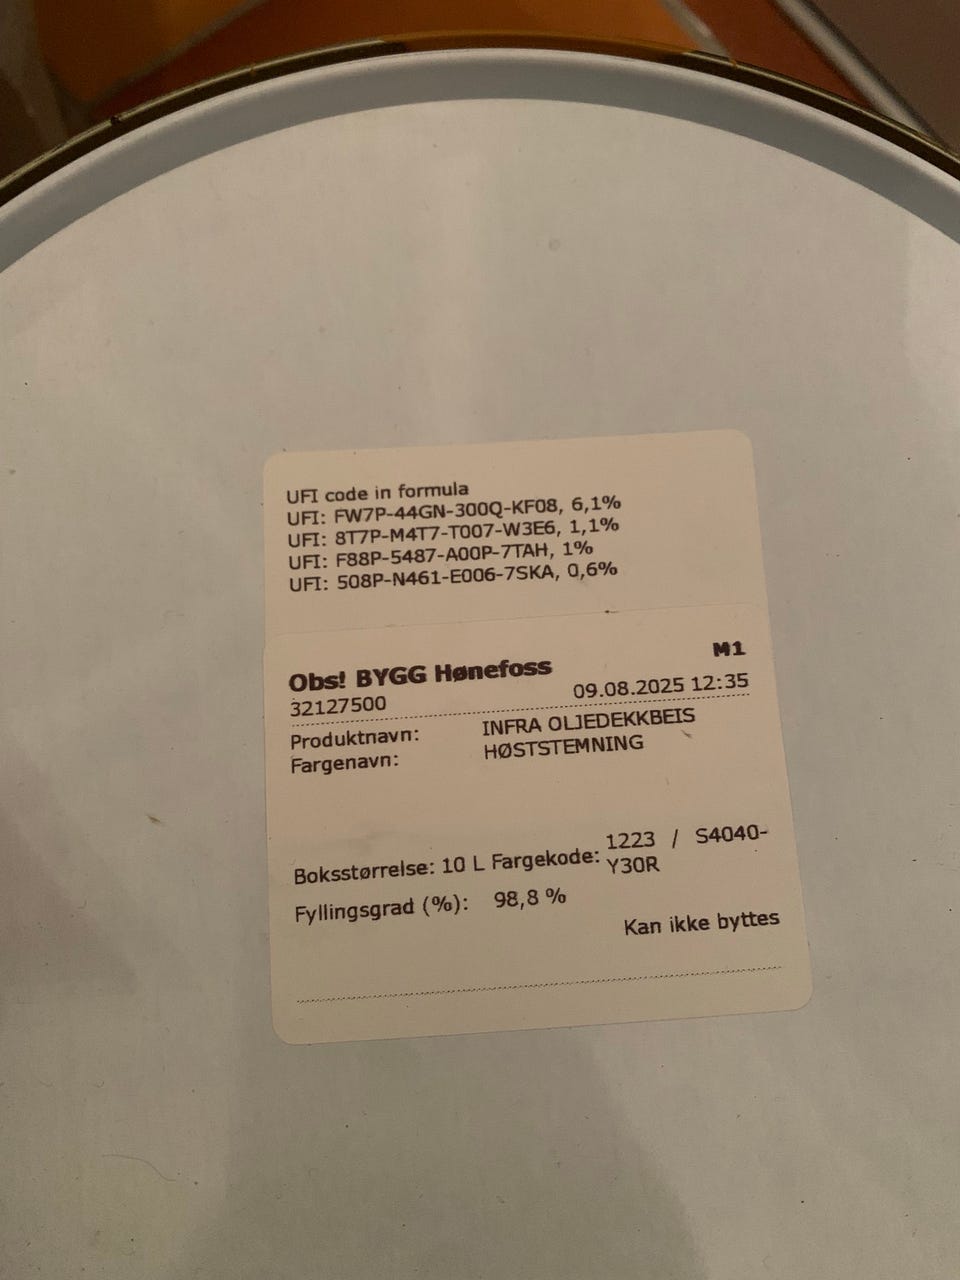 UFI code in formula
UFI: FW7P-44GN-300Q-KF08, 6,1%
UFI: 8T7P-M4T7-T007-W3E6, 1,1%
UFI: F88P-5487-A00P-7TAH, 1%
UFI: 508P-N461-E006-7SKA, 0,6%
M1
Obs! BYGG Hønefoss
32127500 09.08.2025 12:35
Produktnavn: INFRA OLJEDEKKBEIS
Fargenavn: HØSTSTEMNING
Boksstørrelse: 10 L Fargekode: 1223 / S4040-
Y30R
Fyllingsgrad (%): 98,8 %
Kan ikke byttes